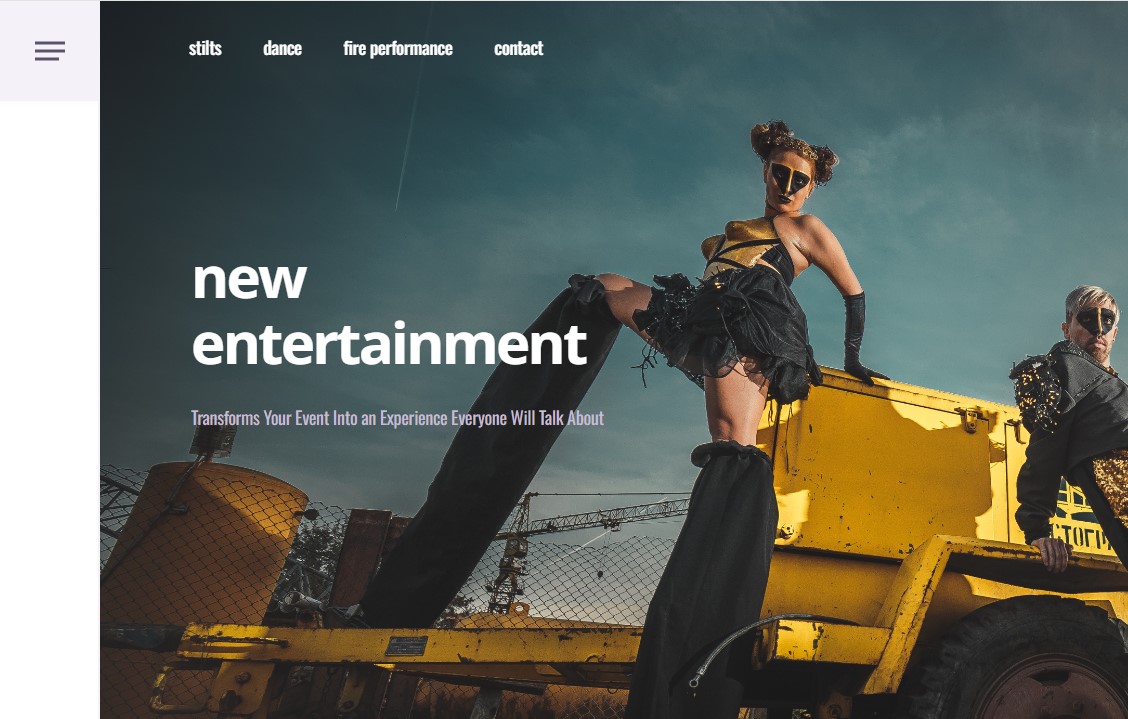 stilts dance fire performance contact
new
entertainment
Transforms Your Event Into an Experience Everyone Will Talk About